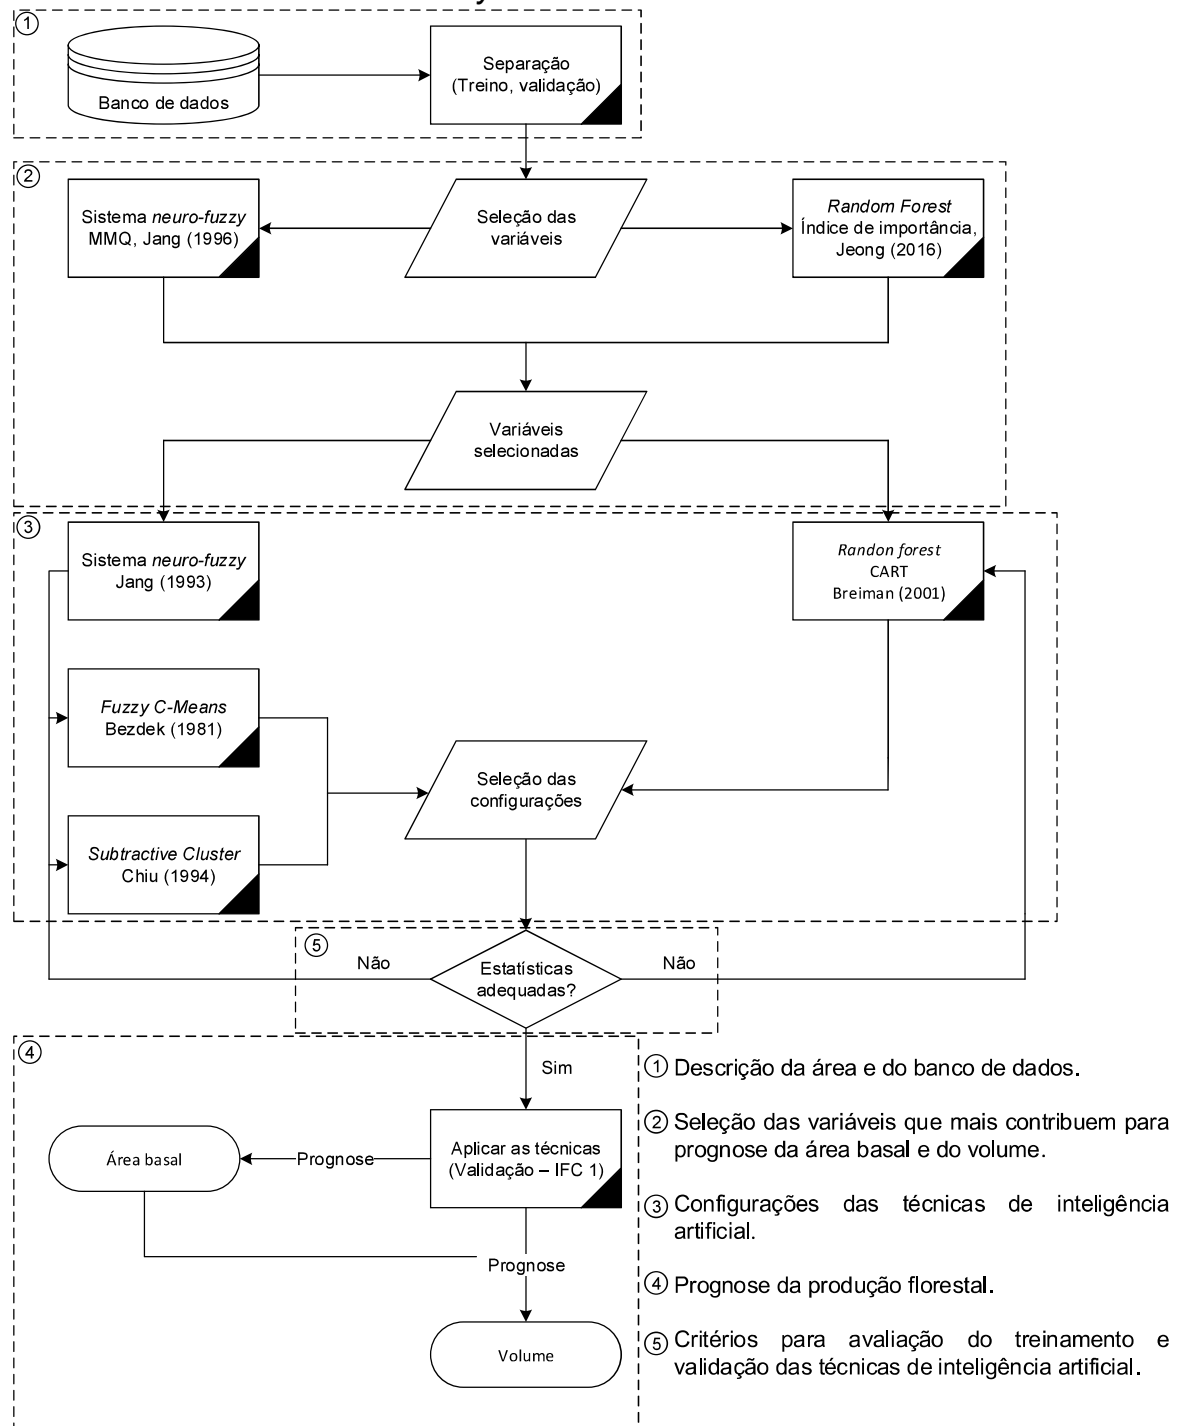 ①
Banco de dados
Separação
(Treino, validação)
②
Sistema neuro-fuzzy
MMQ, Jang (1996)
Seleção das
variáveis
Random Forest
Índice de importância,
Jeong (2016)
Variáveis
selecionadas
③
Sistema neuro-fuzzy
Jang (1993)
Randon forest
CART
Breiman (2001)
Fuzzy C-Means
Bezdek (1981)
Seleção das
configurações
Subtractive Cluster
Chiu (1994)
⑤
Não
Estatísticas
adequadas?
Não
④
Sim
Área basal
Prognose
Aplicar as técnicas
(Validação – IFC 1)
Prognose
Volume
① Descrição da área e do banco de dados.
② Seleção das variáveis que mais contribuem para
prognose da área basal e do volume.
③ Configurações das técnicas de inteligência
artificial.
④ Prognose da produção florestal.
⑤ Critérios para avaliação do treinamento e
validação das técnicas de inteligência artificial.